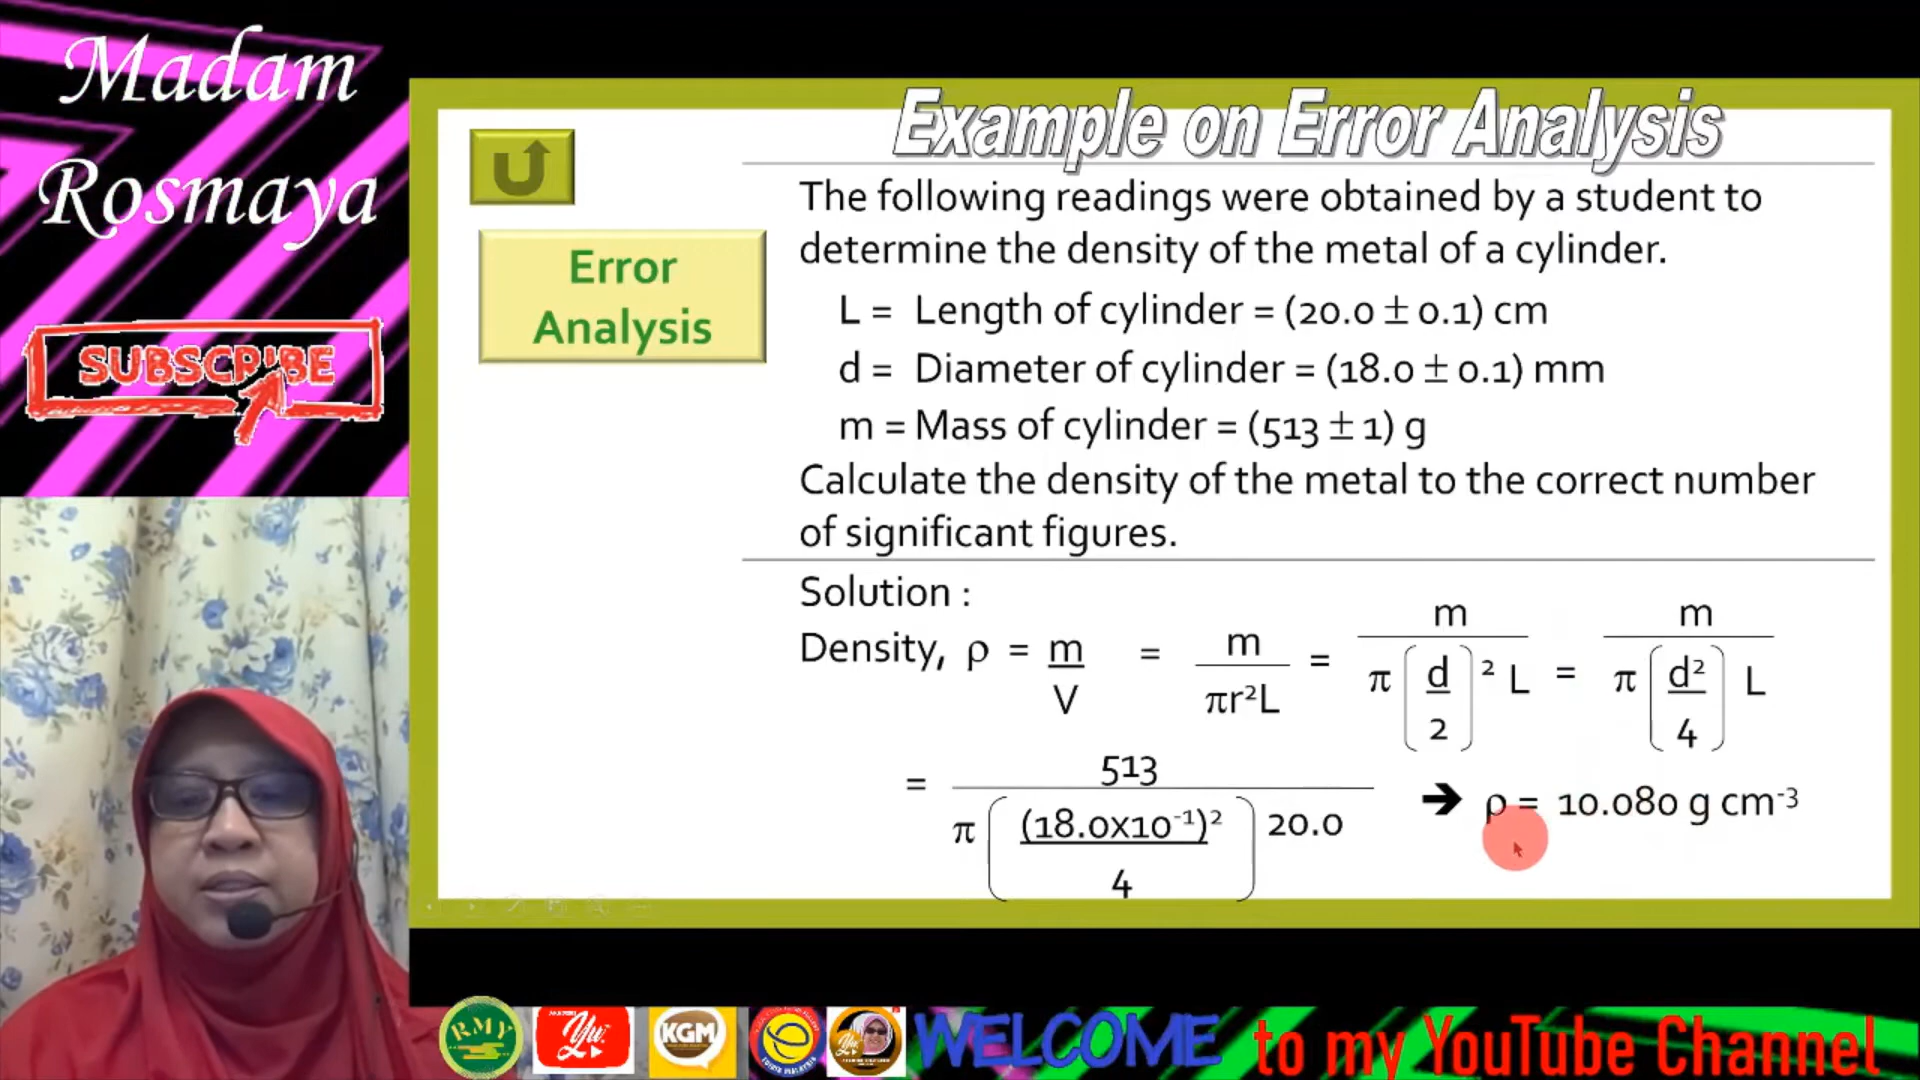 Madam
Rosmaya
SUBSCRIBE
Example on Error Analysis
Error
Analysis
The following readings were obtained by a student to
determine the density of the metal of a cylinder.
L = Length of cylinder = (20.0 ± 0.1) cm
d = Diameter of cylinder = (18.0 ± 0.1) mm
m = Mass of cylinder = (513 ± 1) g
Calculate the density of the metal to the correct number
of significant figures.
Solution :
Density, ρ = m/V = m/πr²L = m/π(d/2)² L = m/π(d²/4) L
= 513/π((18.0x10⁻¹)²/4) 20.0 → ρ = 10.080 g cm⁻³
RMY
Yu
KGM
WELCOME to my YouTube Channel